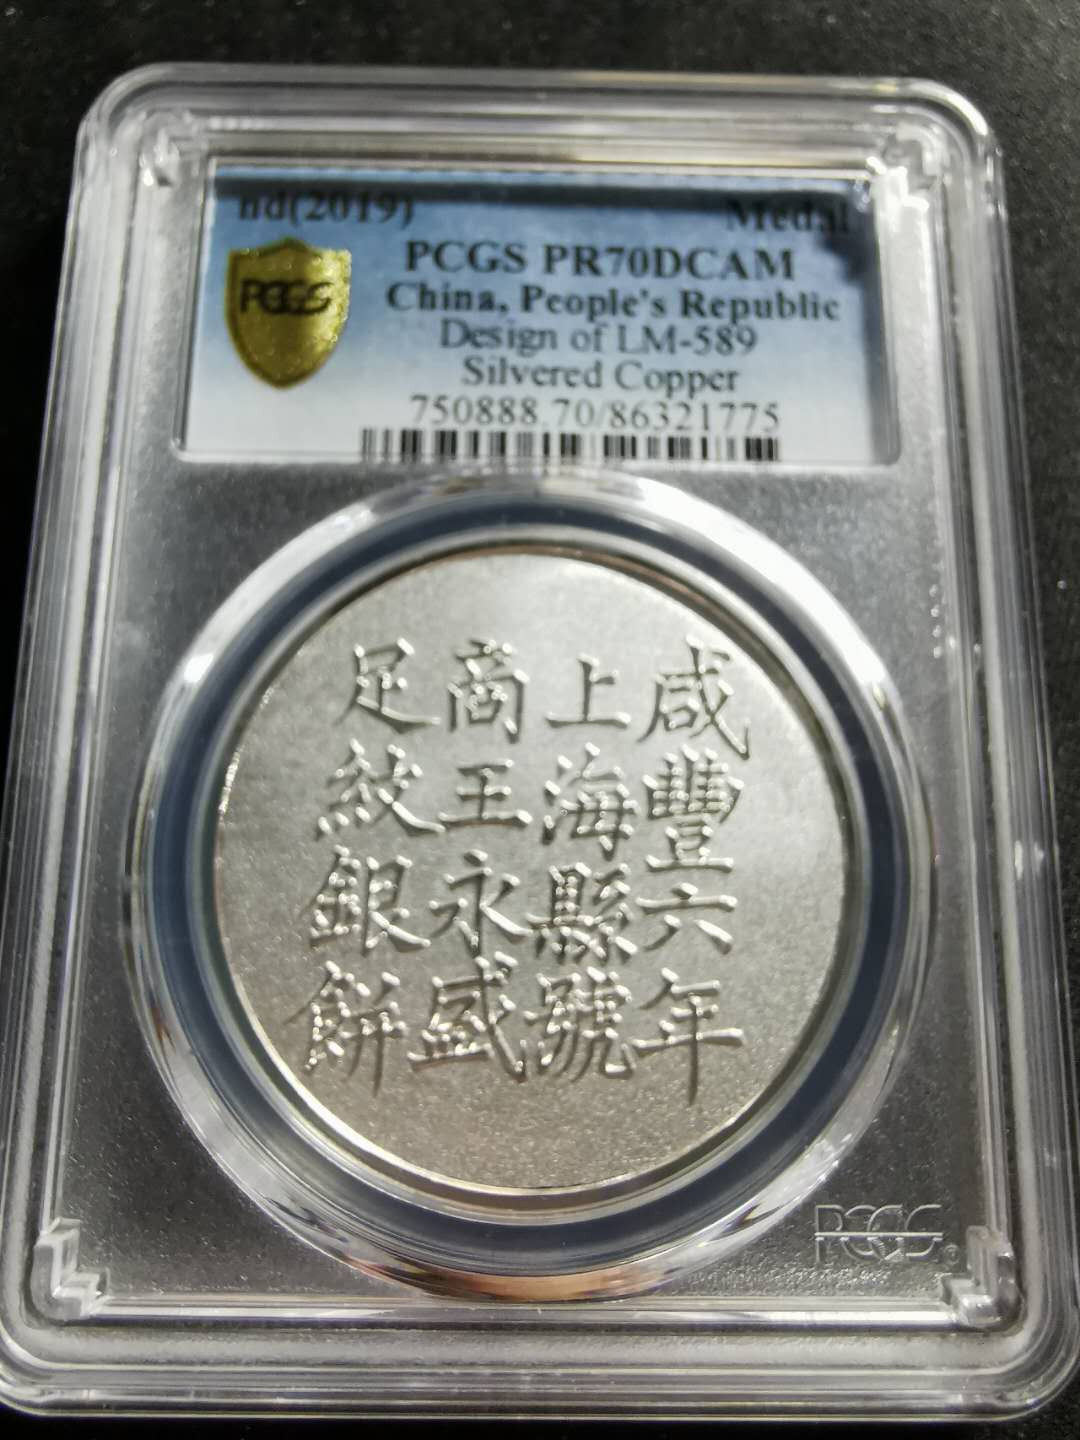 nd(2019) Medal
PCGS PR70DCAM
PCGS
China, People's Republic
Design of LM-589
Silvered Copper
750888.70/86321775
咸豐六年
上海縣號
商王永盛
足紋銀餅
PCGS